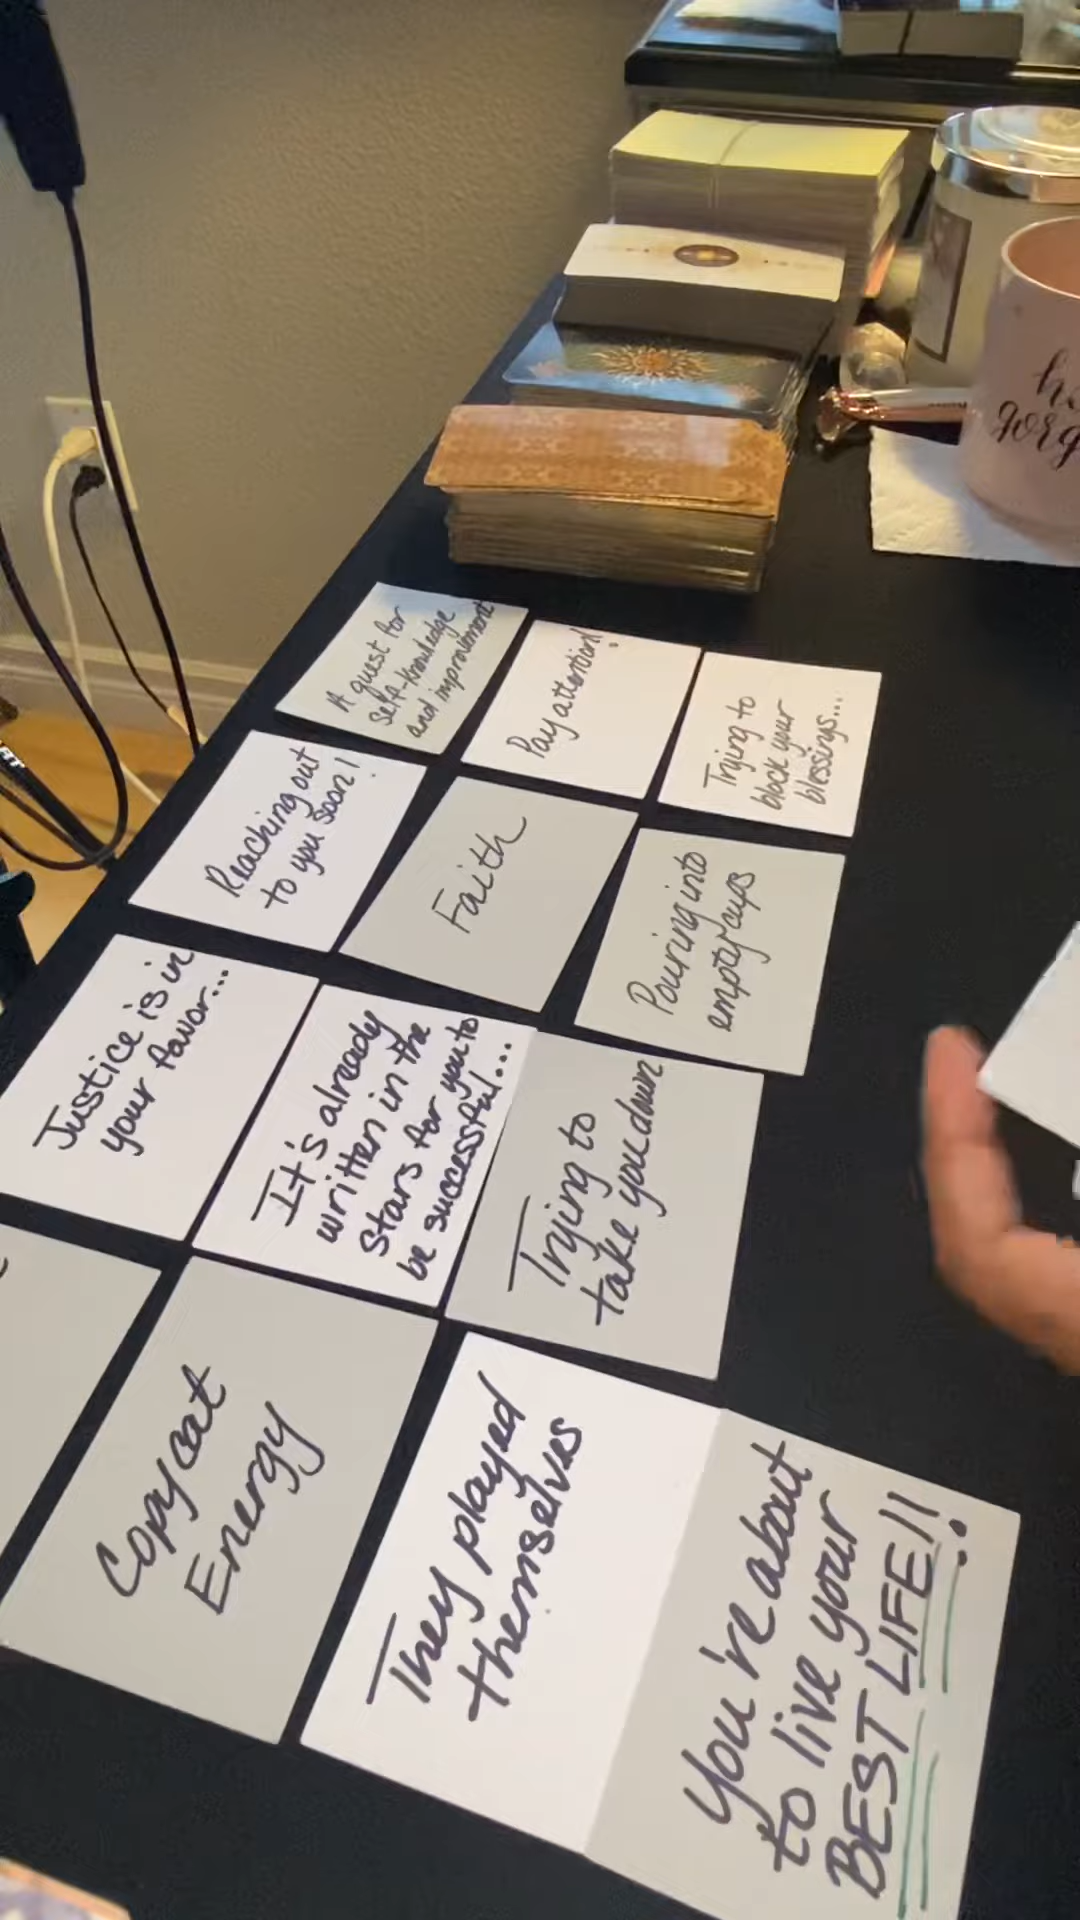 A quest for
self-knowledge
and improvement
Pay attention!
Trying to
block your
blessings...
Reaching out
to you soon!
Faith
Pouring into
empty cups
Justice is in
your favor...
It's already
written in the
stars for you to
be successful...
Trying to
take you down
Copycat
Energy
They played
themselves
You're about
to live your
BEST LIFE!!